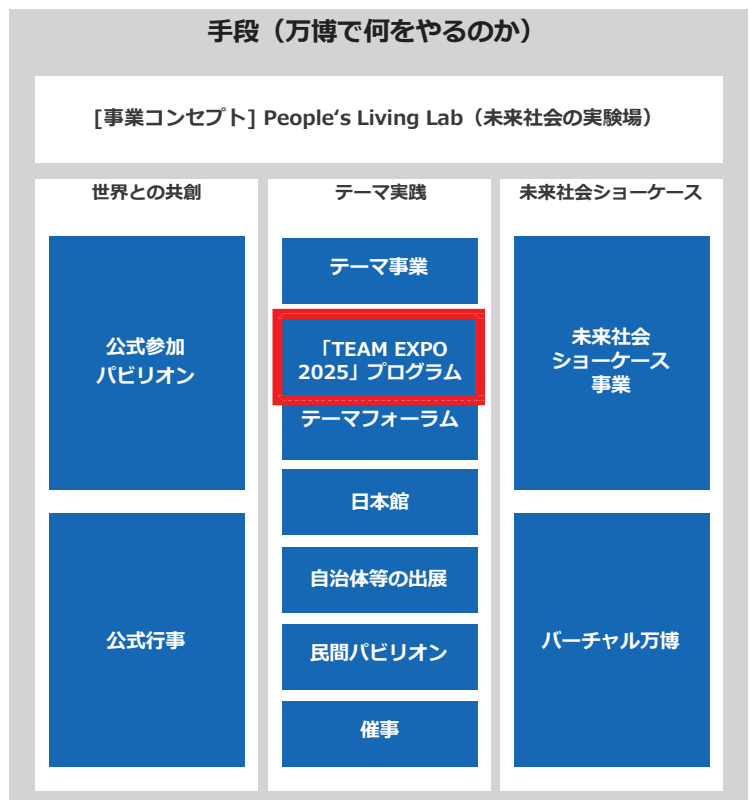 手段（万博で何をやるのか）
[事業コンセプト] People‘s Living Lab（未来社会の実験場）
世界との共創
公式参加
パビリオン
公式行事
テーマ実践
テーマ事業
「TEAM EXPO
2025」プログラム
テーマフォーラム
日本館
自治体等の出展
民間パビリオン
催事
未来社会ショーケース
未来社会
ショーケース
事業
バーチャル万博